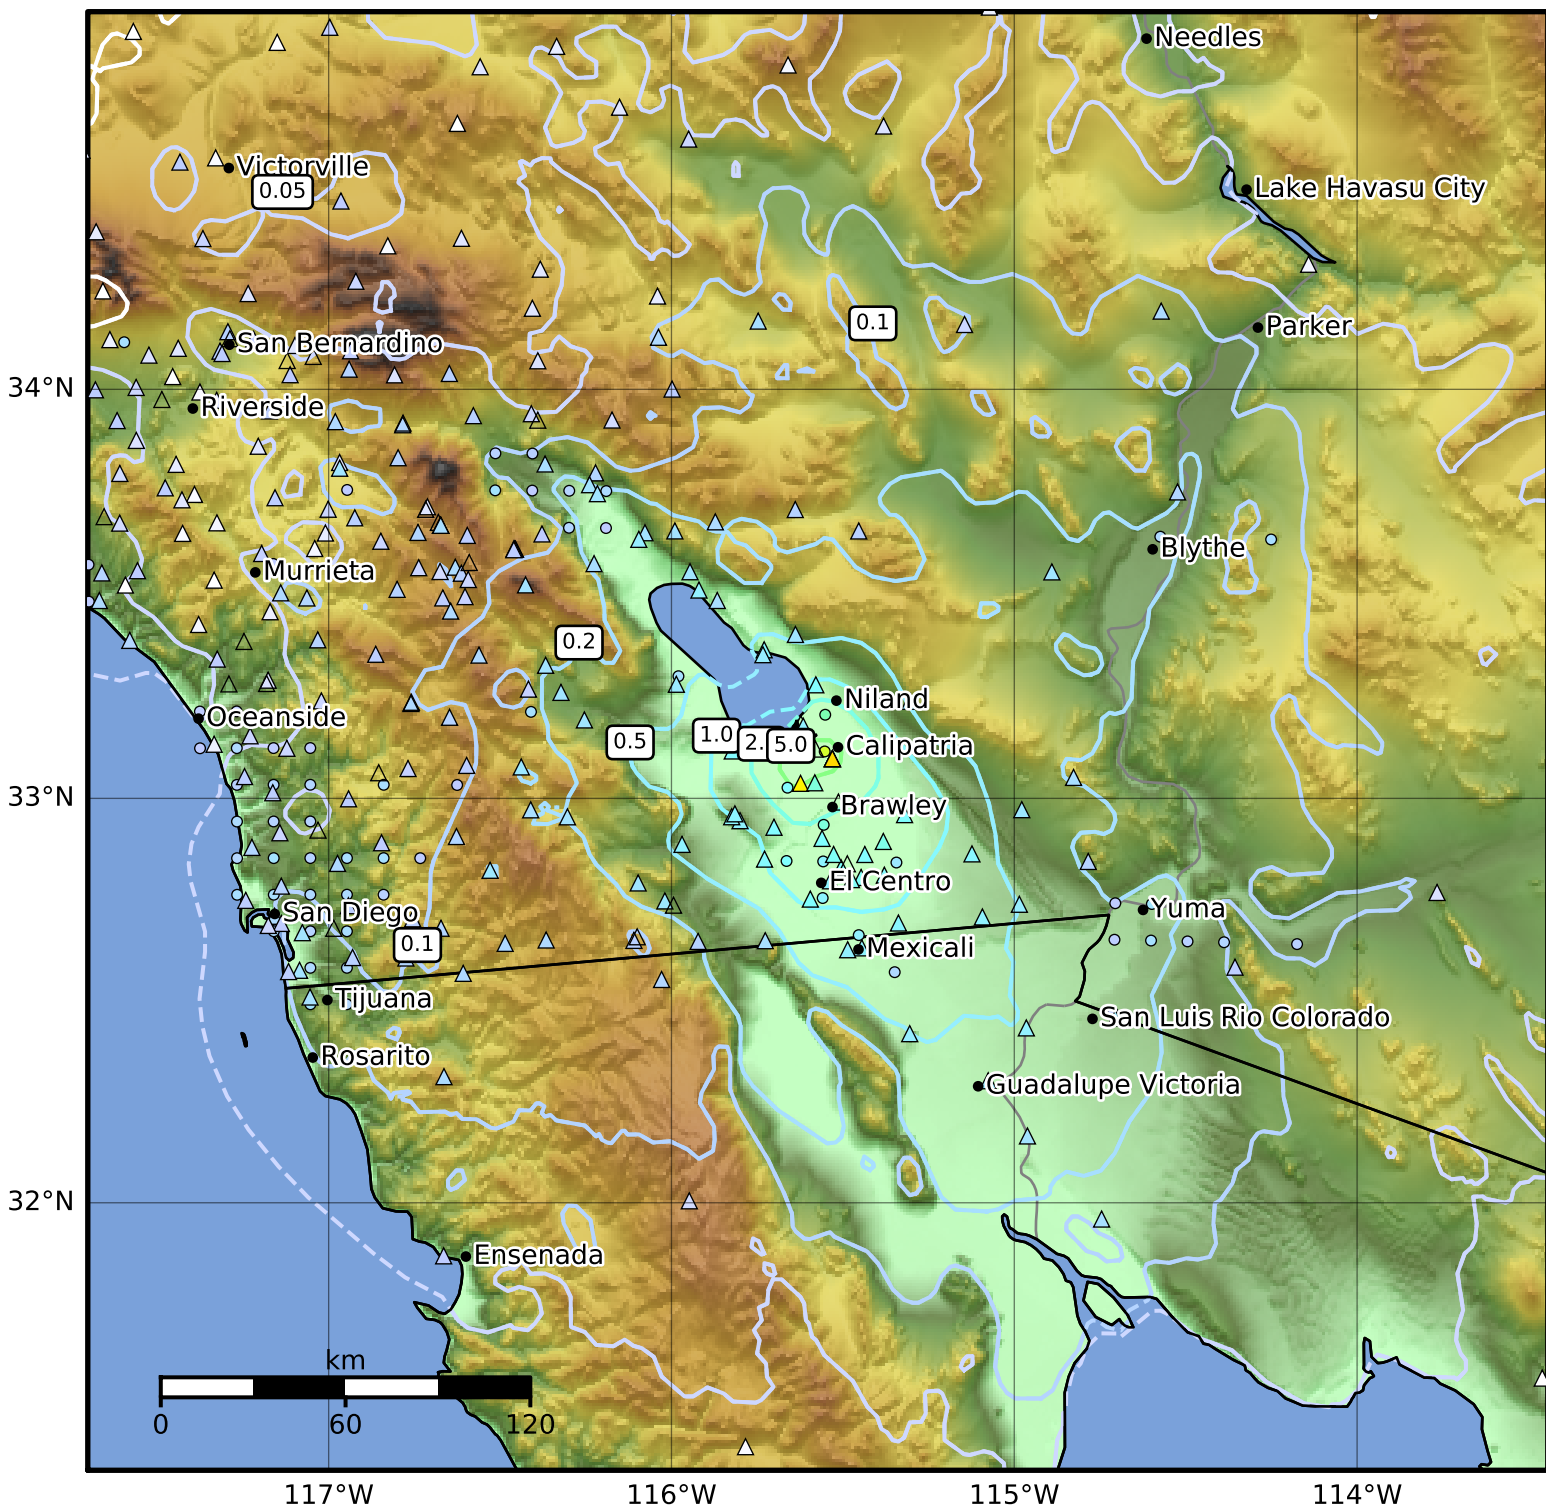 Needles
Victorville
0.05
Lake Havasu City
0.1
Parker
San Bernardino
34°N
Riverside
Blythe
Murrieta
0.2
Niland
Oceanside
0.5
1.0
2.
5.0
Calipatria
33°N
Brawley
El Centro
San Diego
Yuma
0.1
Mexicali
Tijuana
San Luis Rio Colorado
Rosarito
Guadalupe Victoria
32°N
Ensenada
km
0 60 120
117°W 116°W 115°W 114°W